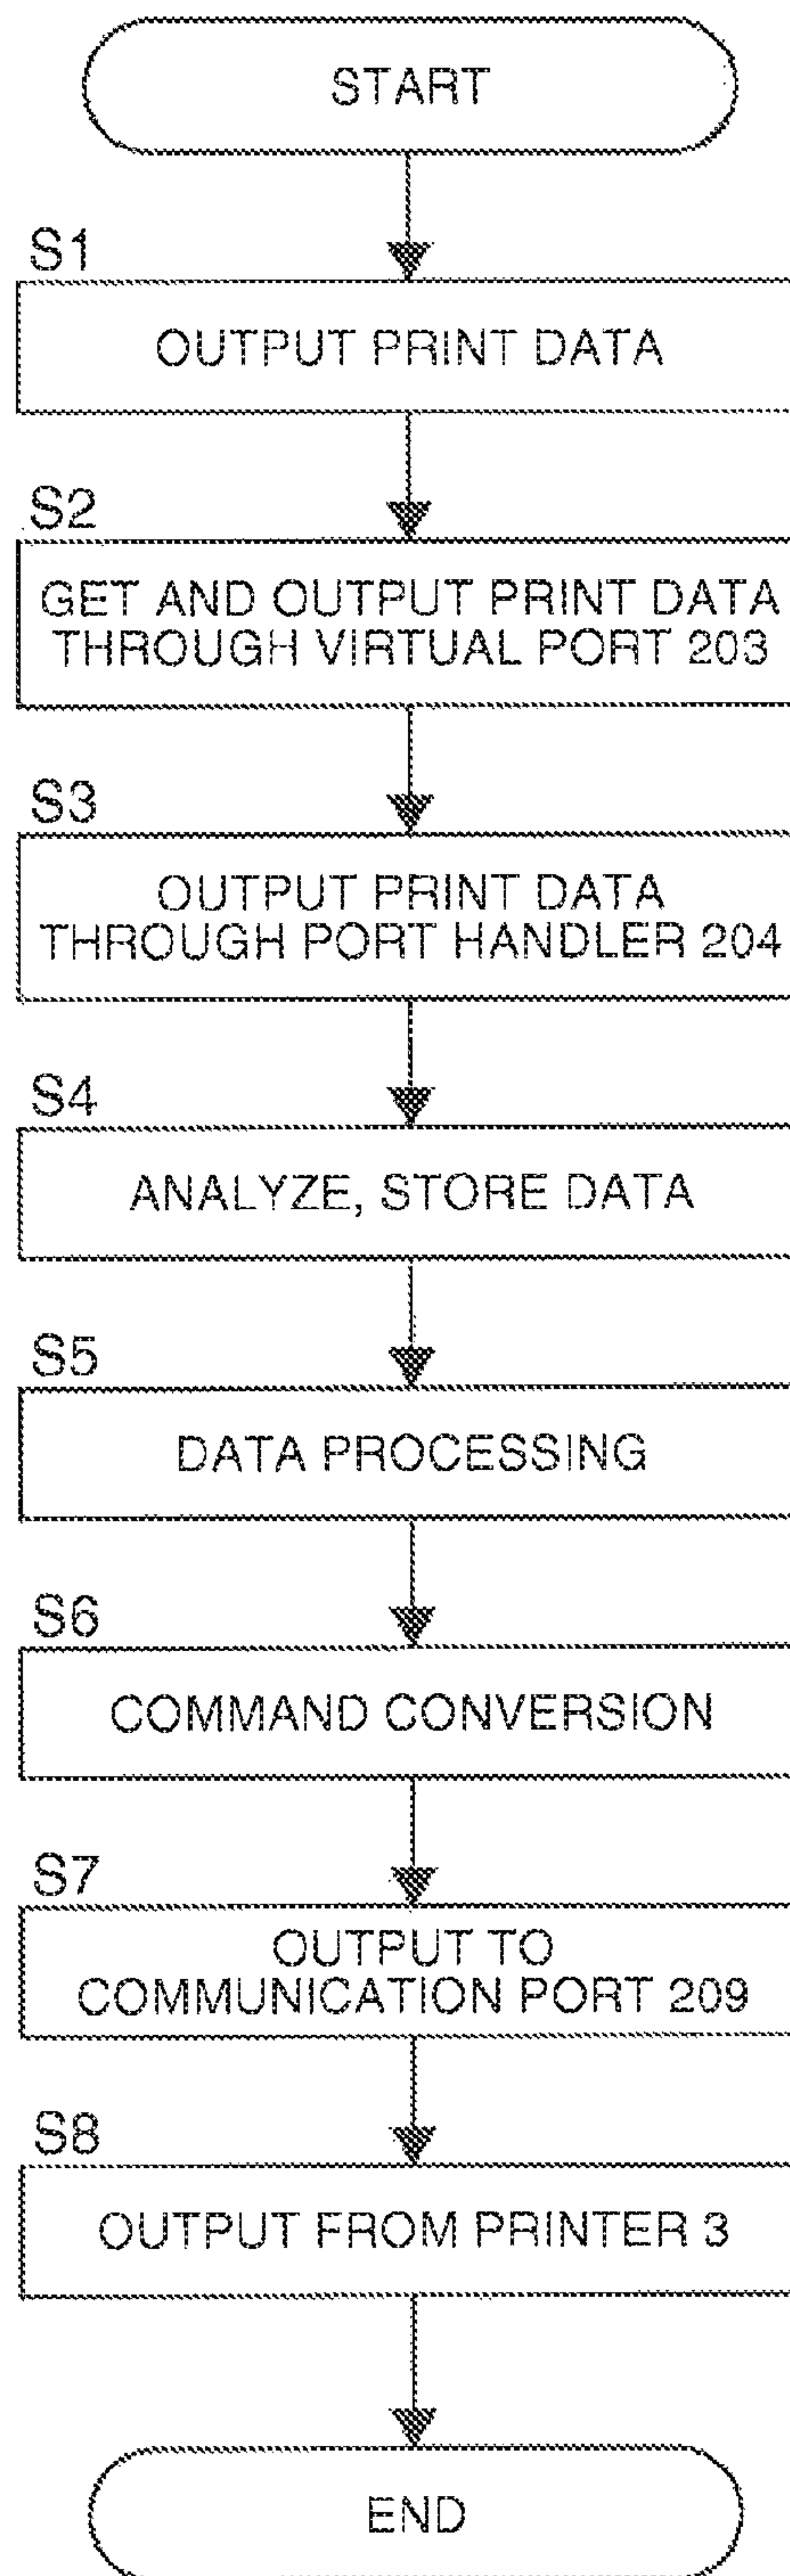 START
S1
OUTPUT PRINT DATA
S2
GET AND OUTPUT PRINT DATA
THROUGH VIRTUAL PORT 203
S3
OUTPUT PRINT DATA
THROUGH PORT HANDLER 204
S4
ANALYZE, STORE DATA
S5
DATA PROCESSING
S6
COMMAND CONVERSION
S7
OUTPUT TO
COMMUNICATION PORT 209
S8
OUTPUT FROM PRINTER 3
END